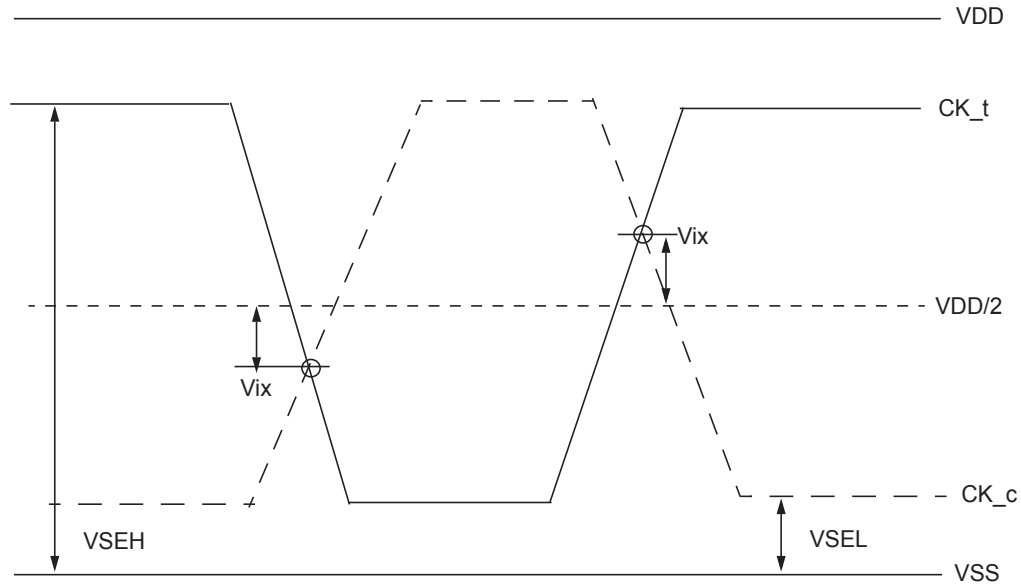 VDD
CK_t
Vix
VDD/2
Vix
CK_c
VSEH
VSEL
VSS